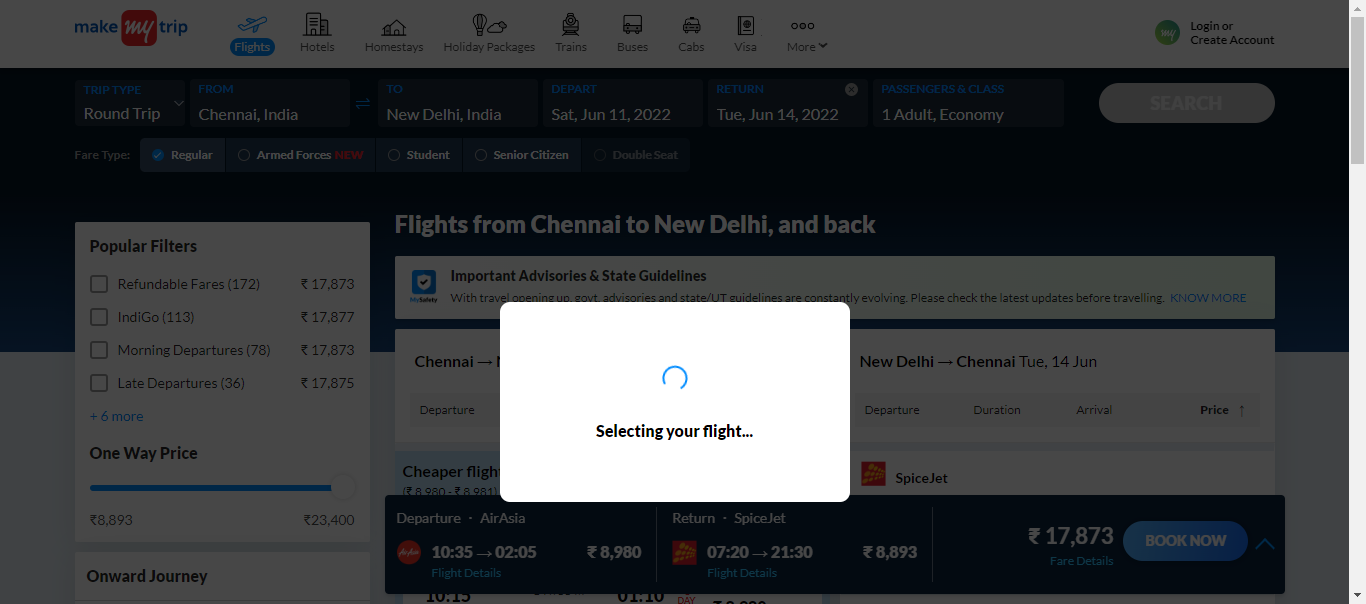 make my trip
Flights
Hotels
Homestays
Holiday Packages
Trains
Buses
Cabs
Visa
More
my
Login or
Create Account
TRIP TYPE
Round Trip
FROM
Chennai, India
TO
New Delhi, India
DEPART
Sat, Jun 11, 2022
RETURN
Tue, Jun 14, 2022
PASSENGERS & CLASS
1 Adult, Economy
SEARCH
Fare Type:
Regular
Armed Forces NEW
Student
Senior Citizen
Double Seat
Flights from Chennai to New Delhi, and back
Popular Filters
Refundable Fares (172) ₹ 17,873
IndiGo (113) ₹ 17,877
Morning Departures (78) ₹ 17,873
Late Departures (36) ₹ 17,875
+ 6 more
One Way Price
₹8,893 ₹23,400
Onward Journey
MySafety
Important Advisories & State Guidelines
With travel opening up, govt. advisories and state/UT guidelines are constantly evolving. Please check the latest updates before travelling. KNOW MORE
Chennai →
Departure
New Delhi → Chennai Tue, 14 Jun
Departure Duration Arrival Price ↑
Selecting your flight...
Cheaper flight
(₹ 8,980 - ₹ 8,981)
SpiceJet
Departure · AirAsia
10:35 → 02:05 ₹ 8,980
Flight Details
Return · SpiceJet
07:20 → 21:30 ₹ 8,893
Flight Details
₹ 17,873
Fare Details
BOOK NOW
10:15
01:10
DAY